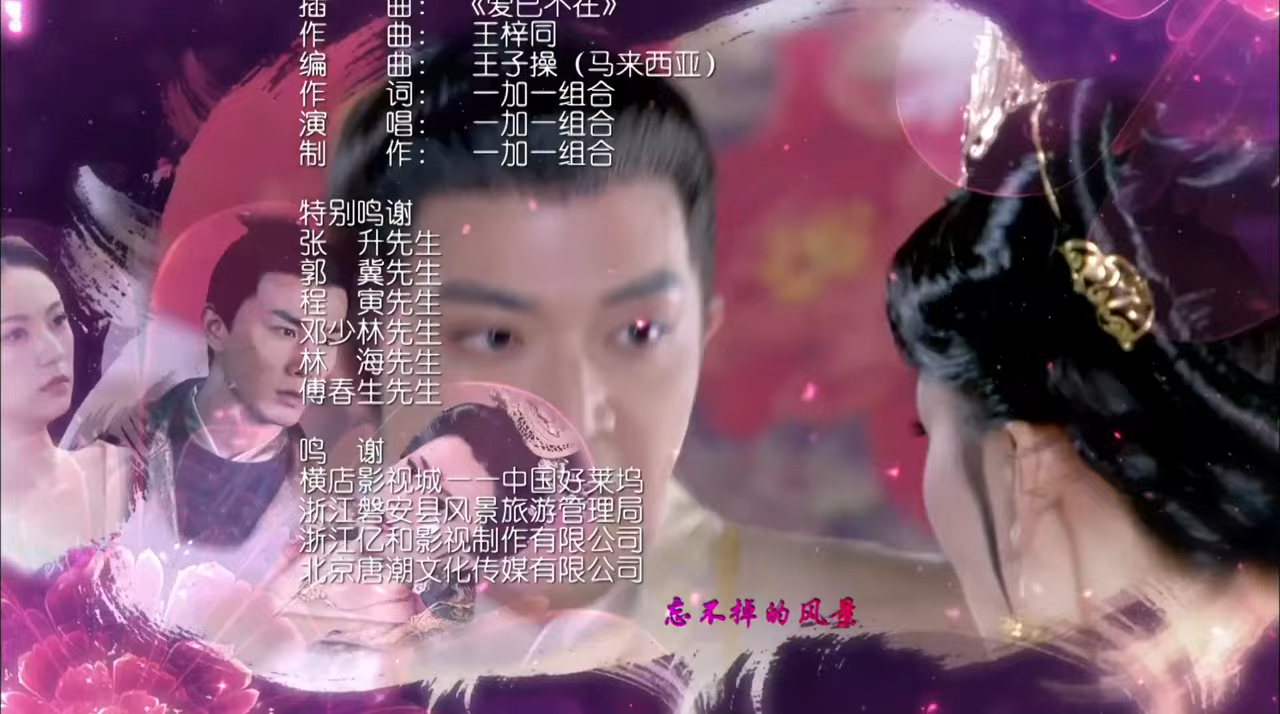 插　曲：《爱已不在》
作　曲：王梓同
编　曲：王子操（马来西亚）
作　词：一加一组合
演　唱：一加一组合
制　作：一加一组合
特别鸣谢
张　升先生
郭　冀先生
程　寅先生
邓少林先生
林　海先生
傅春生先生
鸣　谢
横店影视城——中国好莱坞
浙江磐安县风景旅游管理局
浙江亿和影视制作有限公司
北京唐潮文化传媒有限公司
忘不掉的风景